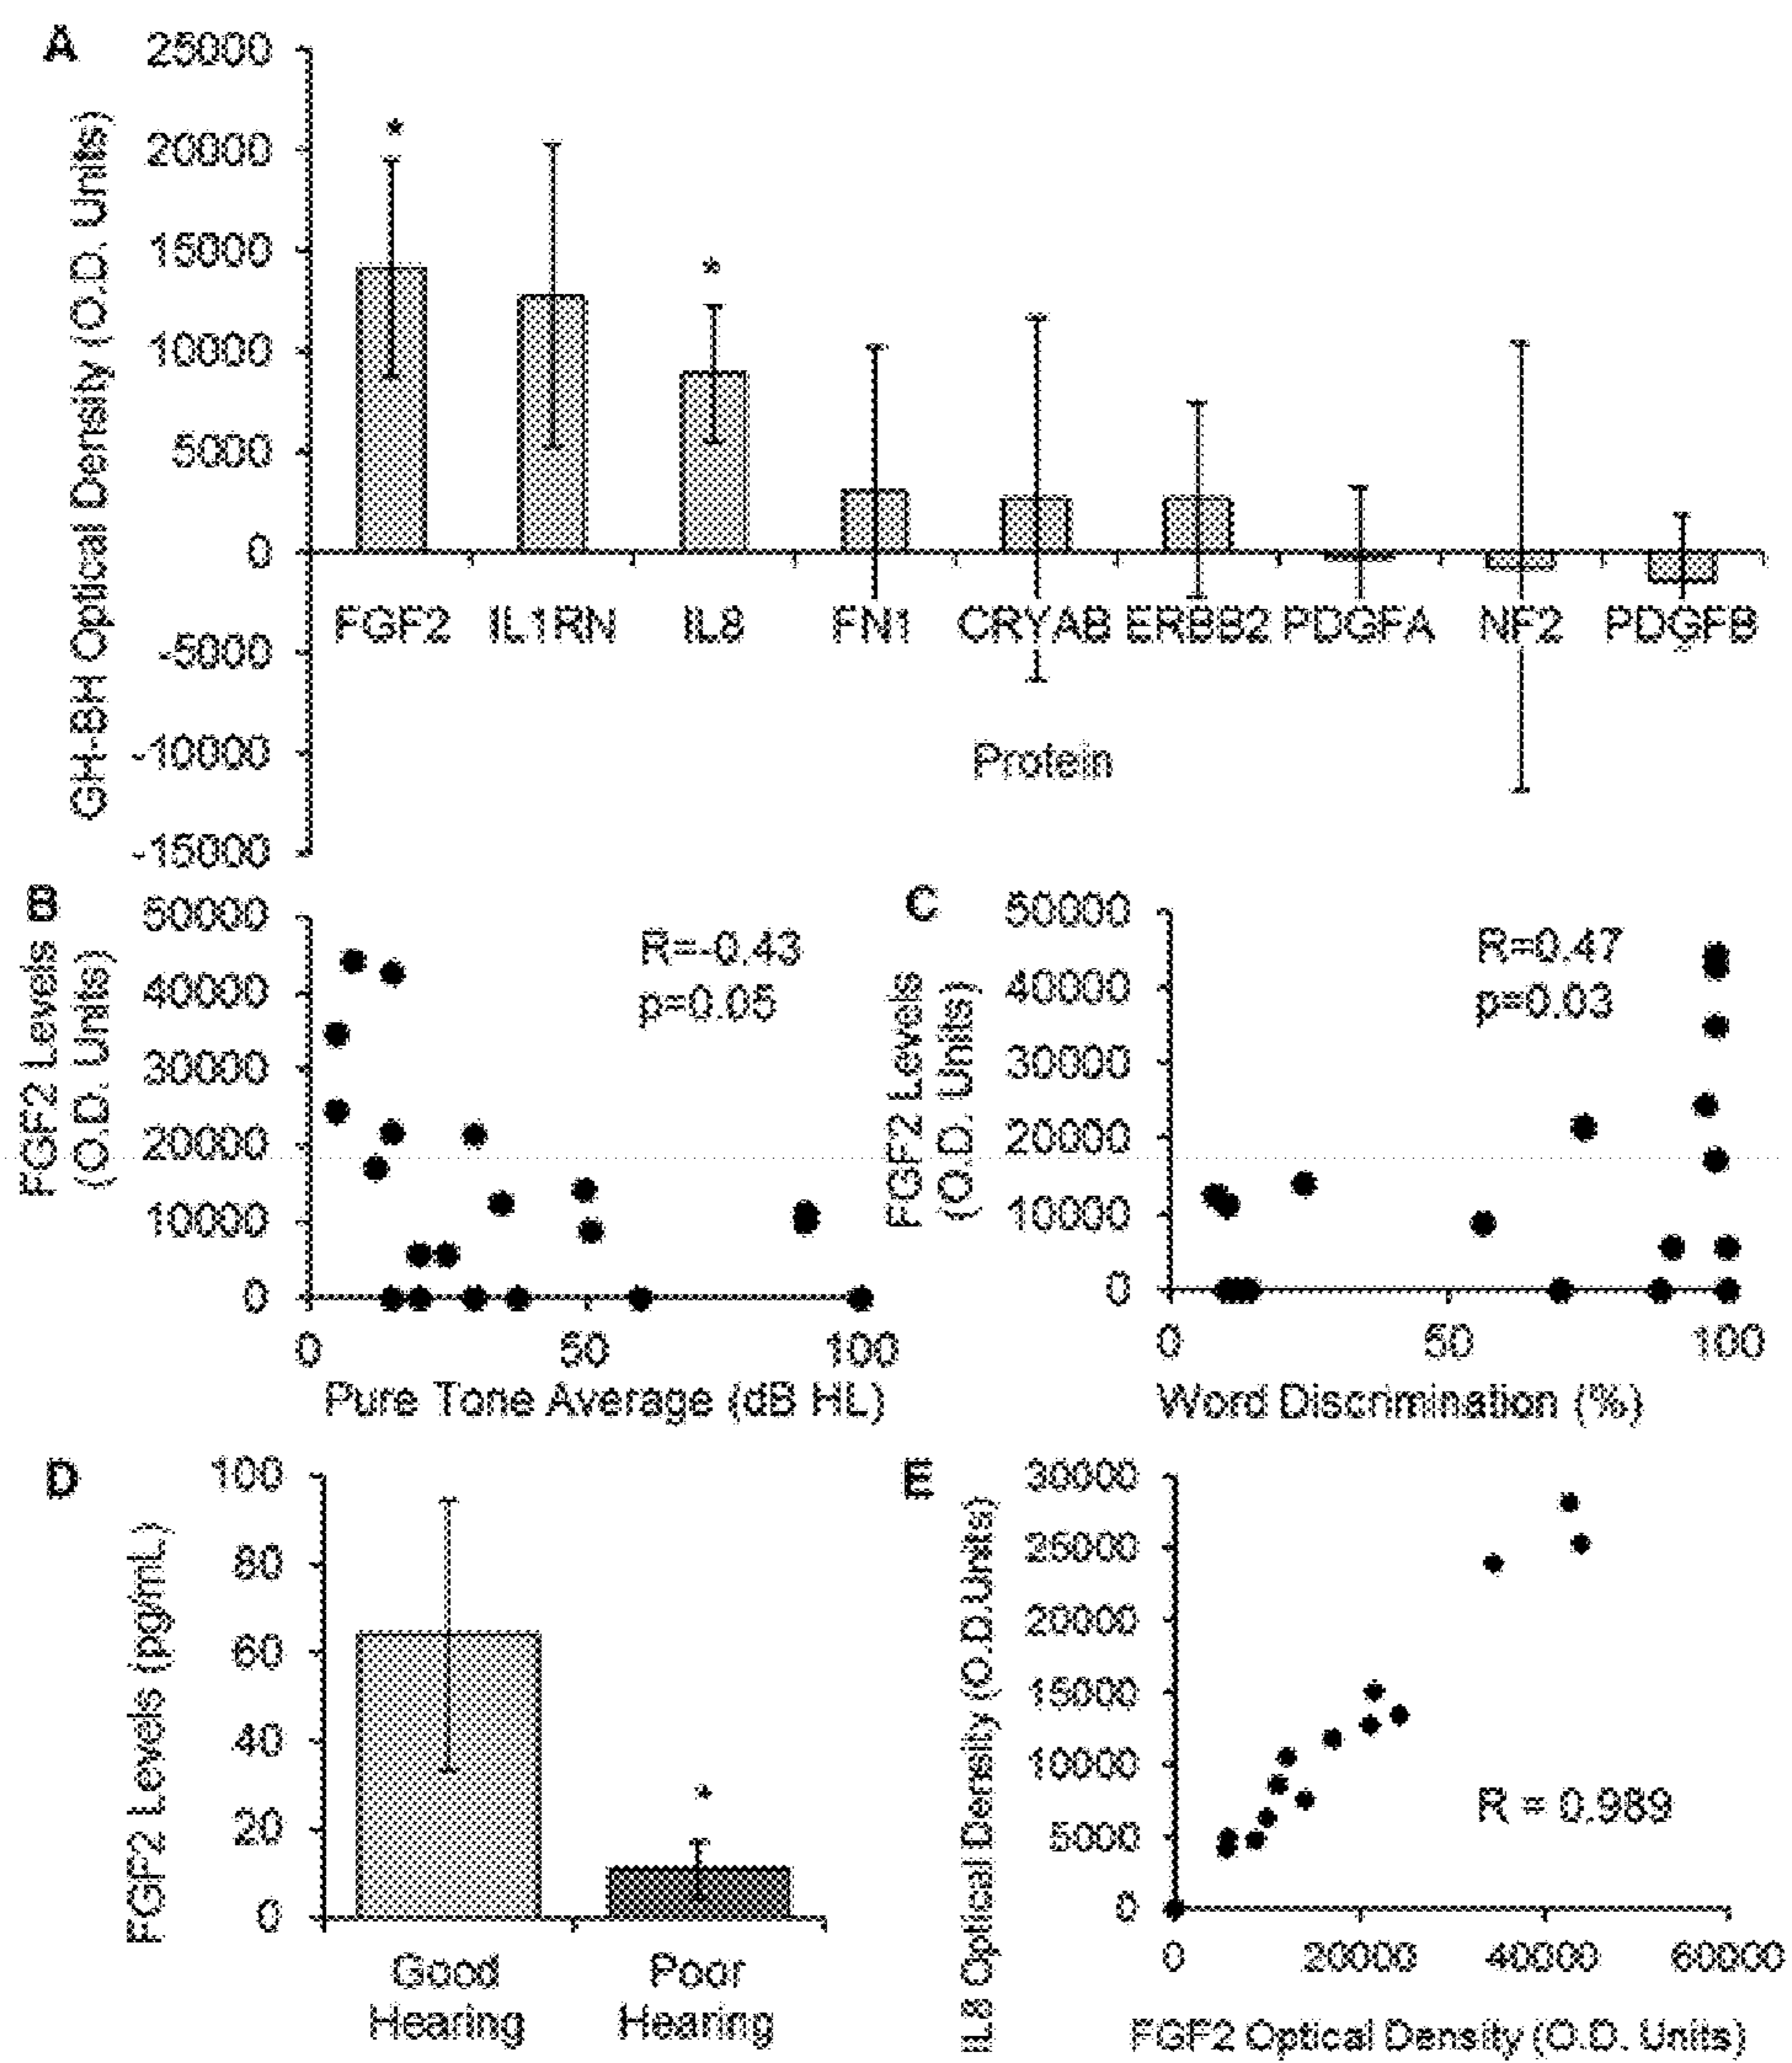 A
GH-BH Optical Density (O.D. Units)
25000
20000
15000
10000
5000
0
-5000
-10000
-15000
*
*
FGF2 IL1RN IL8 FN1 CRYAB ERBB2 PDGFA NF2 PDGFB
Protein
B
FGF2 Levels
(O.D. Units)
50000
40000
30000
20000
10000
0
R=-0.43
p=0.05
0 50 100
Pure Tone Average (dB HL)
C
FGF2 Levels
(O.D. Units)
50000
40000
30000
20000
10000
0
R=0.47
p=0.03
0 50 100
Word Discrimination (%)
D
FGF2 Levels (pg/mL)
100
80
60
40
20
0
*
Good
Hearing
Poor
Hearing
E
IL8 Optical Density (O.D.Units)
30000
25000
20000
15000
10000
5000
0
R = 0.989
0 20000 40000 60000
FGF2 Optical Density (O.D. Units)